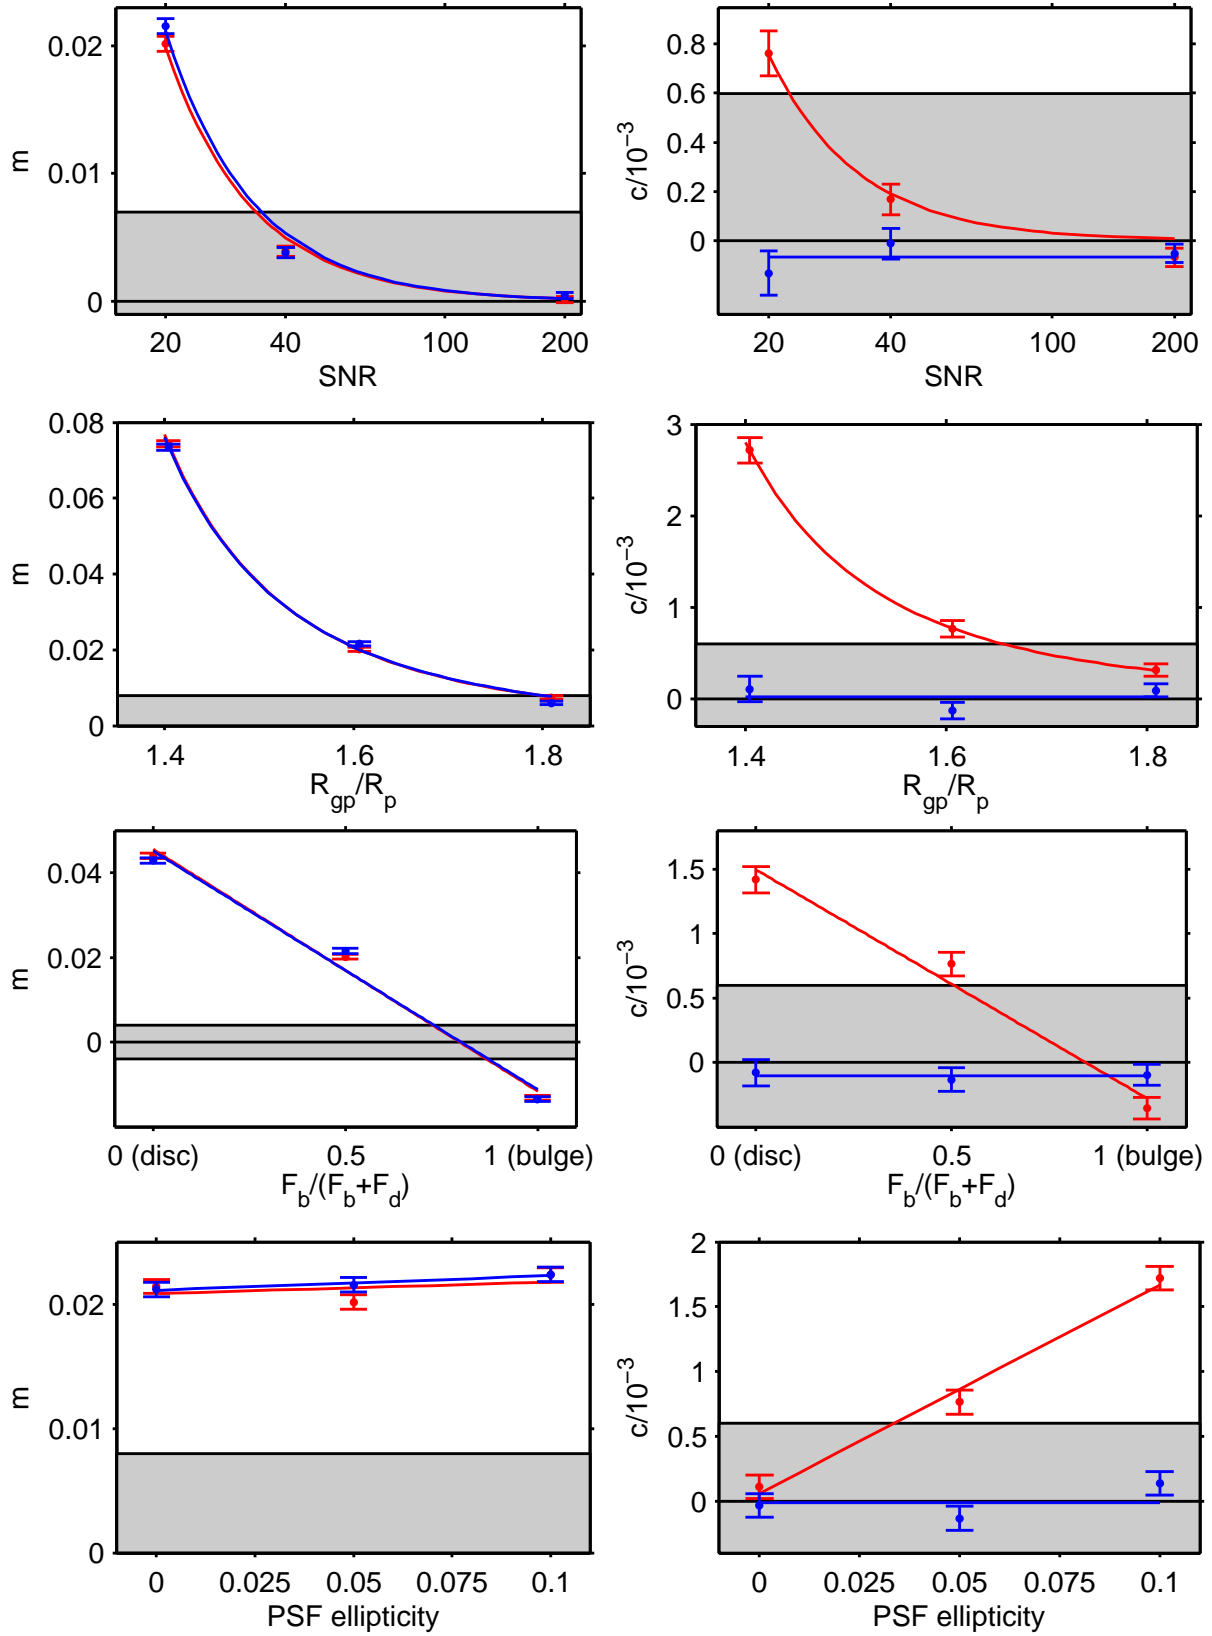 0.02
0.01
0
m
20 40 100 200
SNR
0.8
0.6
0.4
0.2
0
c/10⁻³
20 40 100 200
SNR
0.08
0.06
0.04
0.02
0
m
1.4 1.6 1.8
R_gp/R_p
3
2
1
0
c/10⁻³
1.4 1.6 1.8
R_gp/R_p
0.04
0.02
0
m
0 (disc) 0.5 1 (bulge)
F_b/(F_b+F_d)
1.5
1
0.5
0
c/10⁻³
0 (disc) 0.5 1 (bulge)
F_b/(F_b+F_d)
0.02
0.01
0
m
0 0.025 0.05 0.075 0.1
PSF ellipticity
2
1.5
1
0.5
0
c/10⁻³
0 0.025 0.05 0.075 0.1
PSF ellipticity